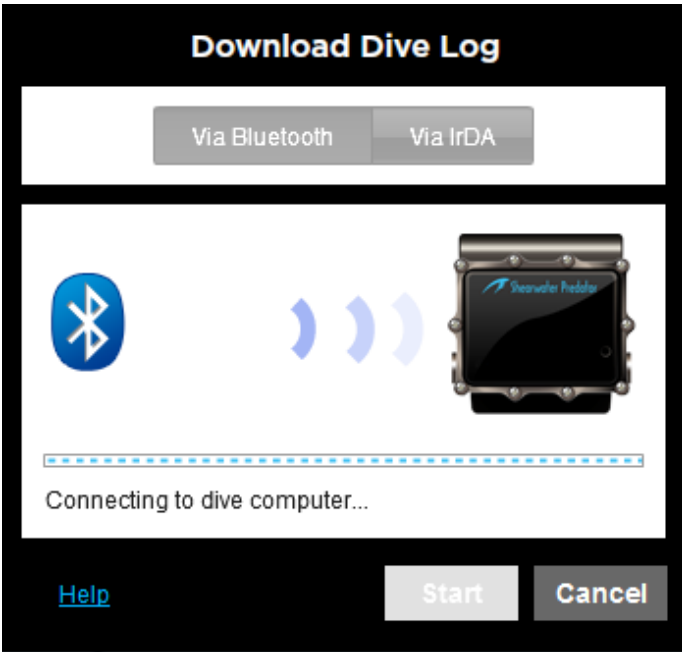 Download Dive Log
Via Bluetooth Via IrDA
Shearwater Predator
Connecting to dive computer...
Help Start Cancel